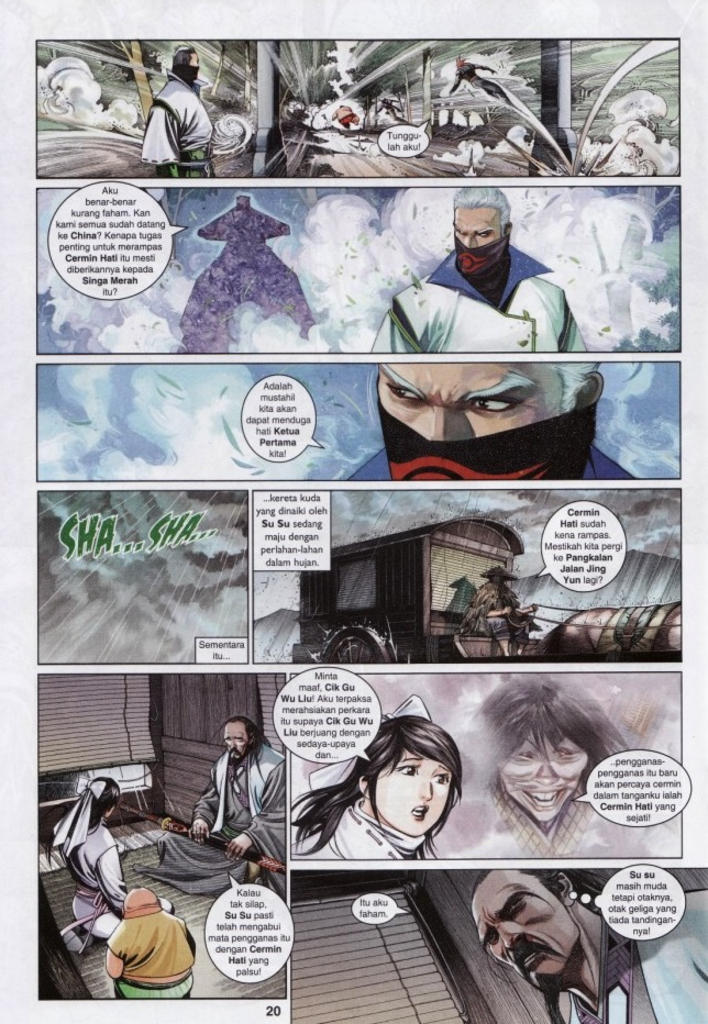 Tunggu-
lah aku!
Aku
benar-benar
kurang faham. Kan
kami semua sudah datang
ke China? Kenapa tugas
penting untuk merampas
Cermin Hati itu mesti
diberikannya kepada
Singa Merah
itu?
Adalah
mustahil
kita akan
dapat menduga
hati Ketua
Pertama
kita!
SHA...SHA...
Sementara
itu...
...kereta kuda
yang dinaiki oleh
Su Su sedang
maju dengan
perlahan-lahan
dalam hujan.
Cermin
Hati sudah
kena rampas.
Mestikah kita pergi
ke Pangkalan
Jalan Jing
Yun lagi?
Kalau
tak silap,
Su Su pasti
telah mengabui
mata pengganas itu
dengan Cermin
Hati yang
palsu!
Minta
maaf, Cik Gu
Wu Liu! Aku terpaksa
merahsiakan perkara
itu supaya Cik Gu Wu
Liu berjuang dengan
sedaya-upaya
dan...
..pengganas-
pengganas itu baru
akan percaya cermin
dalam tanganku ialah
Cermin Hati yang
sejati!
Itu aku
faham.
Su su
masih muda
tetapi otaknya,
otak geliga yang
tiada tandingan-
nya!
20